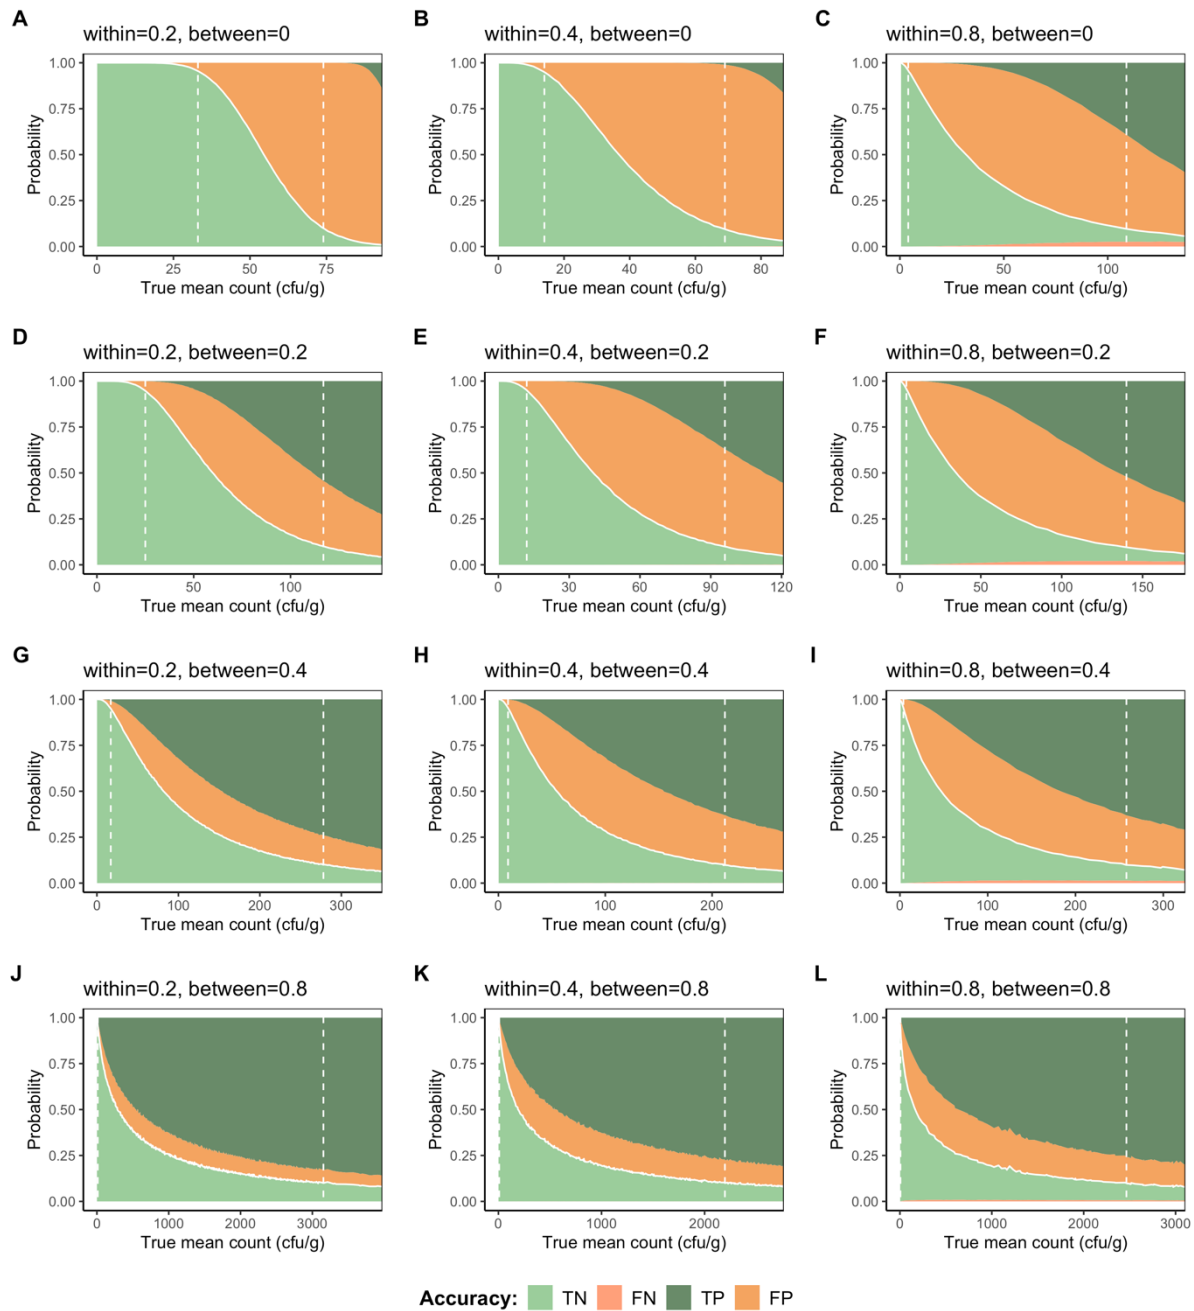 A
within=0.2, between=0
1.00
0.75
0.50
0.25
0.00
Probability
0 25 50 75
True mean count (cfu/g)
B
within=0.4, between=0
1.00
0.75
0.50
0.25
0.00
Probability
0 20 40 60 80
True mean count (cfu/g)
C
within=0.8, between=0
1.00
0.75
0.50
0.25
0.00
Probability
0 50 100
True mean count (cfu/g)
D
within=0.2, between=0.2
1.00
0.75
0.50
0.25
0.00
Probability
0 50 100
True mean count (cfu/g)
E
within=0.4, between=0.2
1.00
0.75
0.50
0.25
0.00
Probability
0 30 60 90 120
True mean count (cfu/g)
F
within=0.8, between=0.2
1.00
0.75
0.50
0.25
0.00
Probability
0 50 100 150
True mean count (cfu/g)
G
within=0.2, between=0.4
1.00
0.75
0.50
0.25
0.00
Probability
0 100 200 300
True mean count (cfu/g)
H
within=0.4, between=0.4
1.00
0.75
0.50
0.25
0.00
Probability
0 100 200
True mean count (cfu/g)
I
within=0.8, between=0.4
1.00
0.75
0.50
0.25
0.00
Probability
0 100 200 300
True mean count (cfu/g)
J
within=0.2, between=0.8
1.00
0.75
0.50
0.25
0.00
Probability
0 1000 2000 3000
True mean count (cfu/g)
K
within=0.4, between=0.8
1.00
0.75
0.50
0.25
0.00
Probability
0 1000 2000
True mean count (cfu/g)
L
within=0.8, between=0.8
1.00
0.75
0.50
0.25
0.00
Probability
0 1000 2000 3000
True mean count (cfu/g)
Accuracy: TN FN TP FP